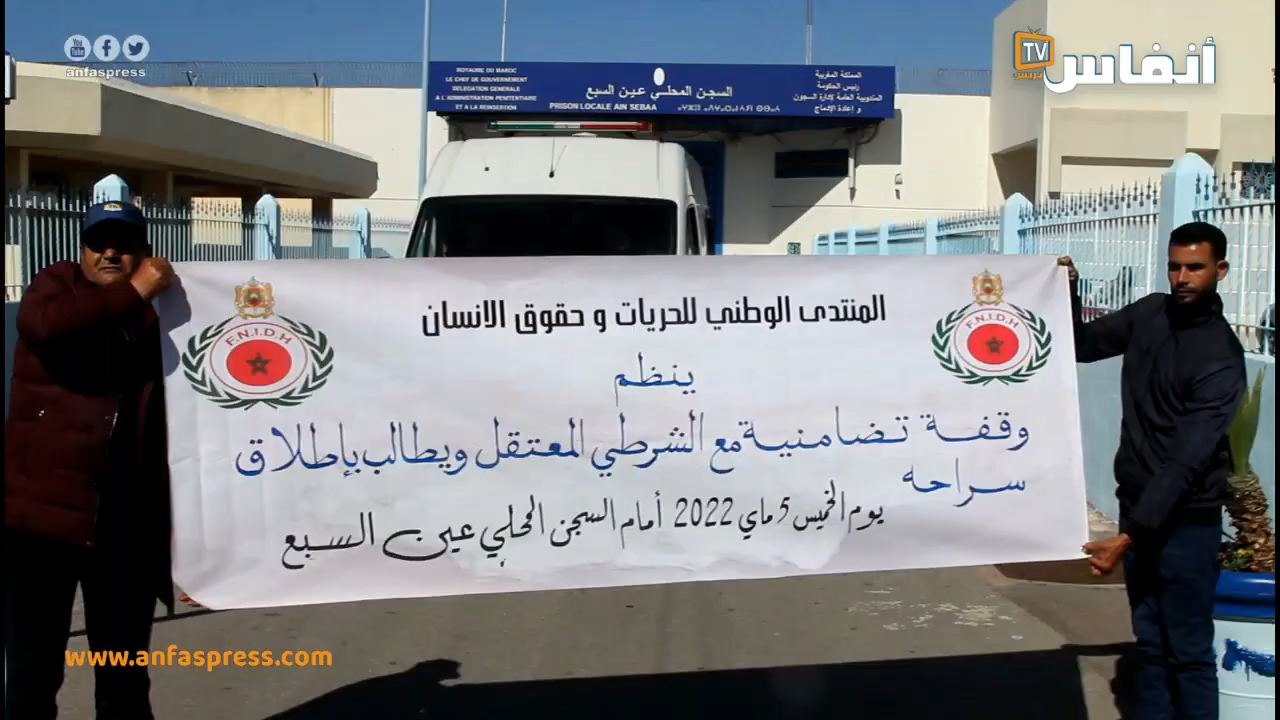 anfaspress
أنفاس
بريس
TV
ROYAUME DU MAROC
LE CHEF DE GOUVERNEMENT
DELEGATION GENERALE
A L'ADMINISTRATION PENITENTIAIRE
ET A LA REINSERTION
السجن المحلي عين السبع
PRISON LOCALE AIN SEBAA
المملكة المغربية
رئيس الحكومة
المندوبية العامة لإدارة السجون
و إعادة الإدماج
F.N.I.D.H
F.N.I.D.H
المنتدى الوطني للحريات و حقوق الانسان
ينظم
وقفة تضامنية مع الشرطي المعتقل ويطالب بإطلاق
سراحه
يوم الخميس 5 ماي 2022 أمام السجن المحلي عين السبع
www.anfaspress.com